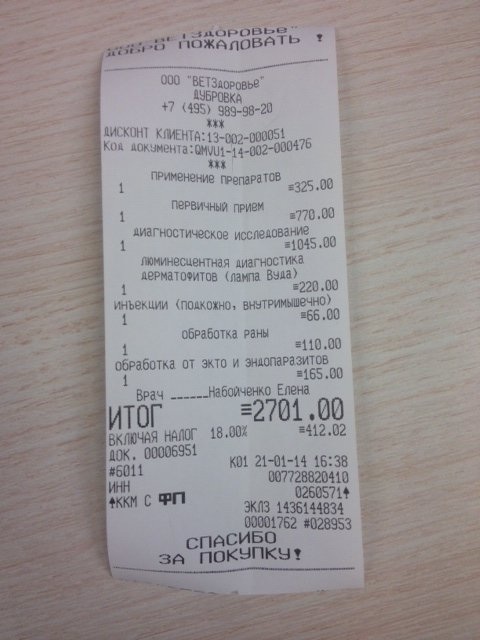 ООО "ВЕТЗДОРОВЬЕ"
ДОБРО ПОЖАЛОВАТЬ !
ООО "ВЕТЗдоровье"
ДУБРОВКА
+7 (495) 989-98-20
***
ДИСКОНТ КЛИЕНТА:13-002-000051
Код документа:QMVU1-14-002-000476
***
применение препаратов
1 ≡325.00
первичный прием
1 ≡770.00
диагностическое исследование
1 ≡1045.00
люминесцентная диагностика
дерматофитов (лампа Вуда)
1 ≡220.00
инъекции (подкожно, внутримышечно)
1 ≡66.00
обработка раны
1 ≡110.00
обработка от экто и эндопаразитов
1 ≡165.00
Врач ______Набойченко Елена
ИТОГ ≡2701.00
ВКЛЮЧАЯ НАЛОГ 18.00% ≡412.02
ДОК. 00006951
#6011 К01 21-01-14 16:38
ИНН 007728820410
♠ККМ С ФП 0260571♠
ЭКЛЗ 1436144834
00001762 #028953
СПАСИБО
ЗА ПОКУПКУ!